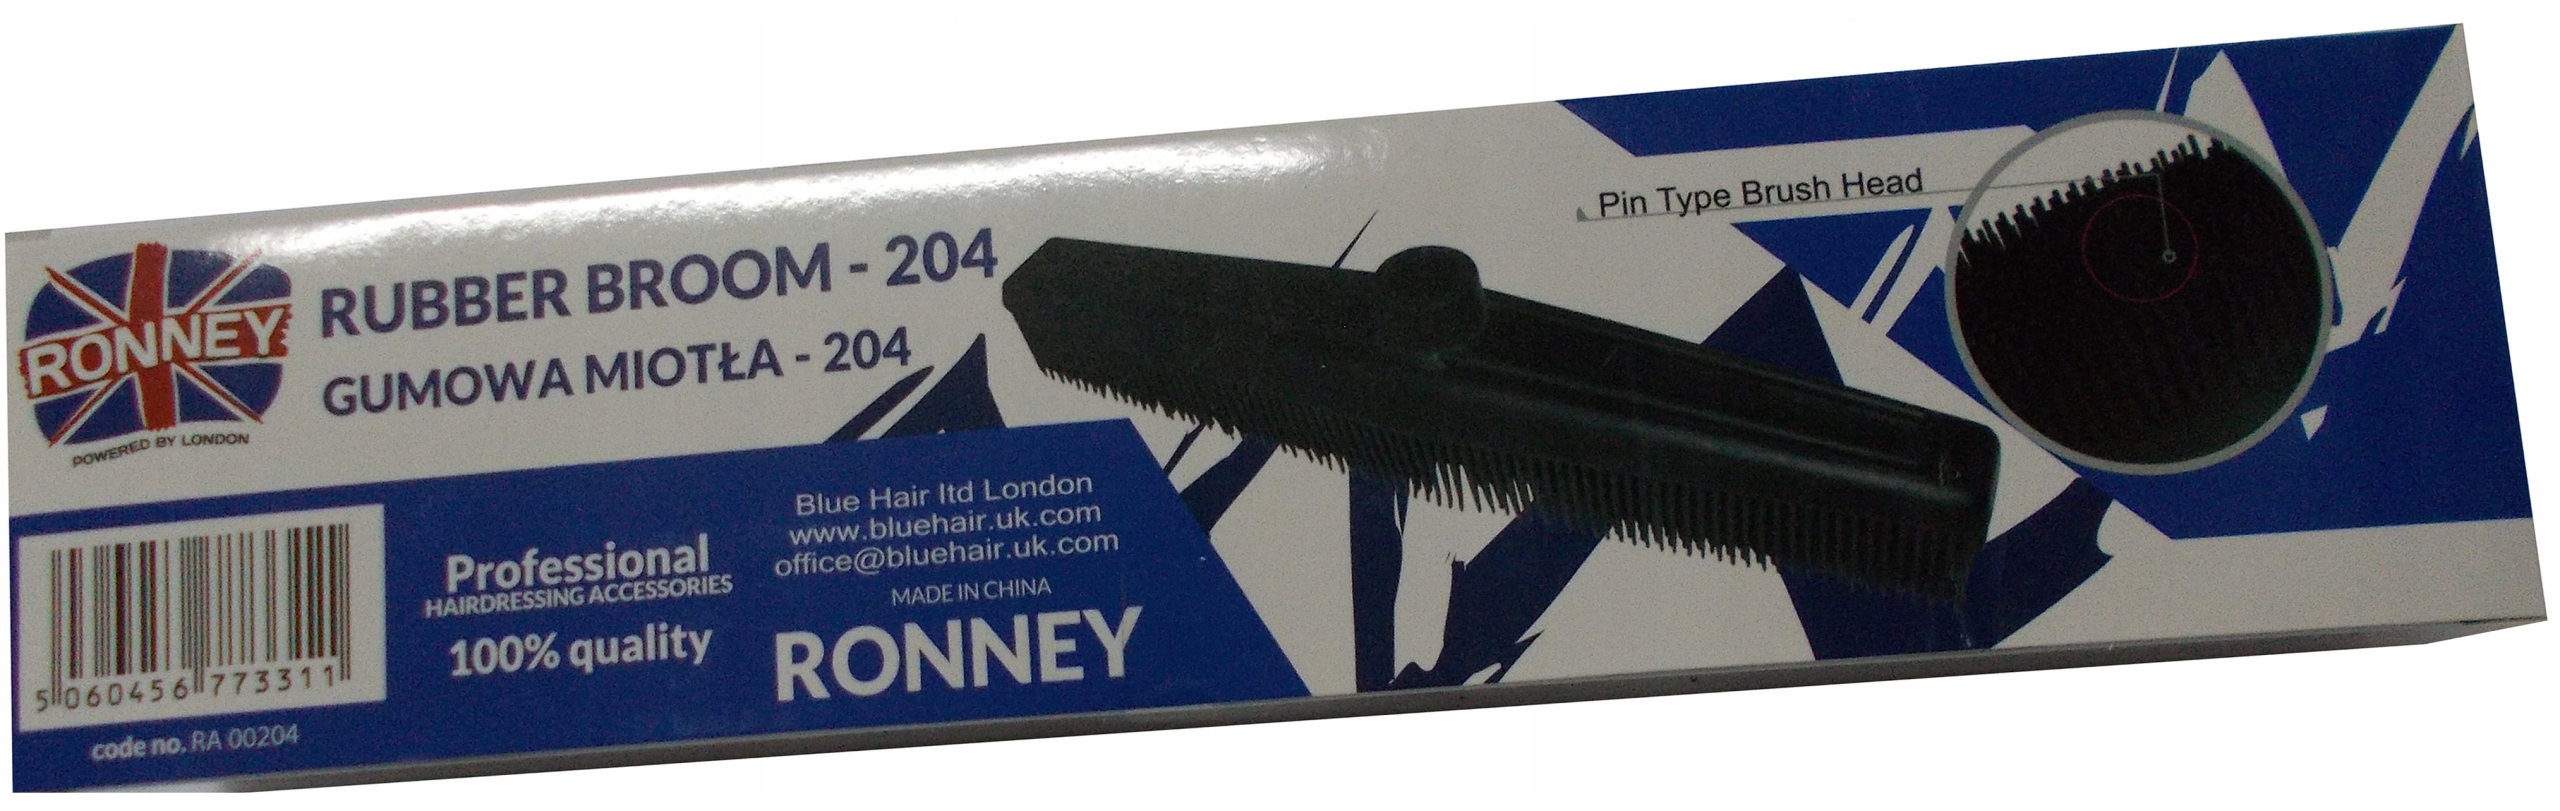 RONNEY
POWERED BY LONDON
RUBBER BROOM - 204
GUMOWA MIOTŁA - 204
Pin Type Brush Head
5 060456 773311
code no. RA 00204
Professional
HAIRDRESSING ACCESSORIES
100% quality
Blue Hair ltd London
www.bluehair.uk.com
office@bluehair.uk.com
MADE IN CHINA
RONNEY